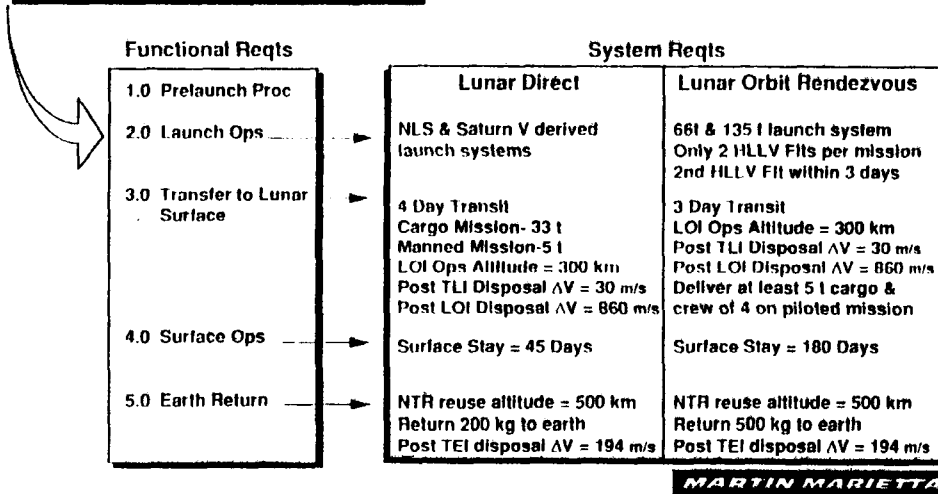 Functional Reqts
1.0 Prelaunch Proc
2.0 Launch Ops
3.0 Transfer to Lunar
Surface
4.0 Surface Ops
5.0 Earth Return
System Reqts
Lunar Direct
NLS & Saturn V derived
launch systems
4 Day Transit
Cargo Mission- 33 t
Manned Mission-5 t
LOI Ops Altitude = 300 km
Post TLI Disposal ΔV = 30 m/s
Post LOI Disposal ΔV = 860 m/s
Surface Stay = 45 Days
NTR reuse altitude = 500 km
Return 200 kg to earth
Post TEI disposal ΔV = 194 m/s
Lunar Orbit Rendezvous
66t & 135 t launch system
Only 2 HLLV Flts per mission
2nd HLLV Flt within 3 days
3 Day Transit
LOI Ops Altitude = 300 km
Post TLI Disposal ΔV = 30 m/s
Post LOI Disposal ΔV = 860 m/s
Deliver at least 5 t cargo &
crew of 4 on piloted mission
Surface Stay = 180 Days
NTR reuse altitude = 500 km
Return 500 kg to earth
Post TEI disposal ΔV = 194 m/s
MARTIN MARIETTA